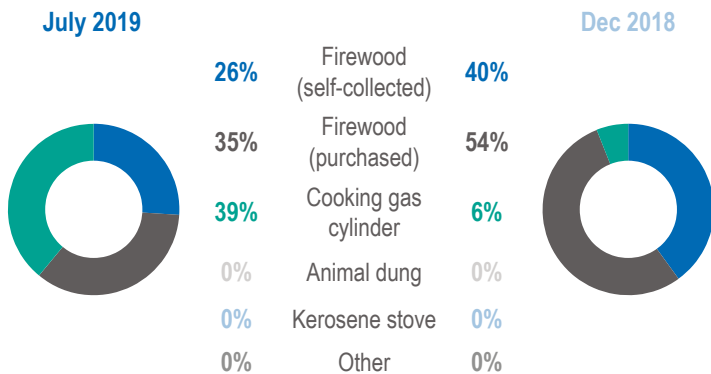 July 2019
Dec 2018
26%
Firewood
(self-collected)
40%
35%
Firewood
(purchased)
54%
39%
Cooking gas
cylinder
6%
0%
Animal dung
0%
0%
Kerosene stove
0%
0%
Other
0%